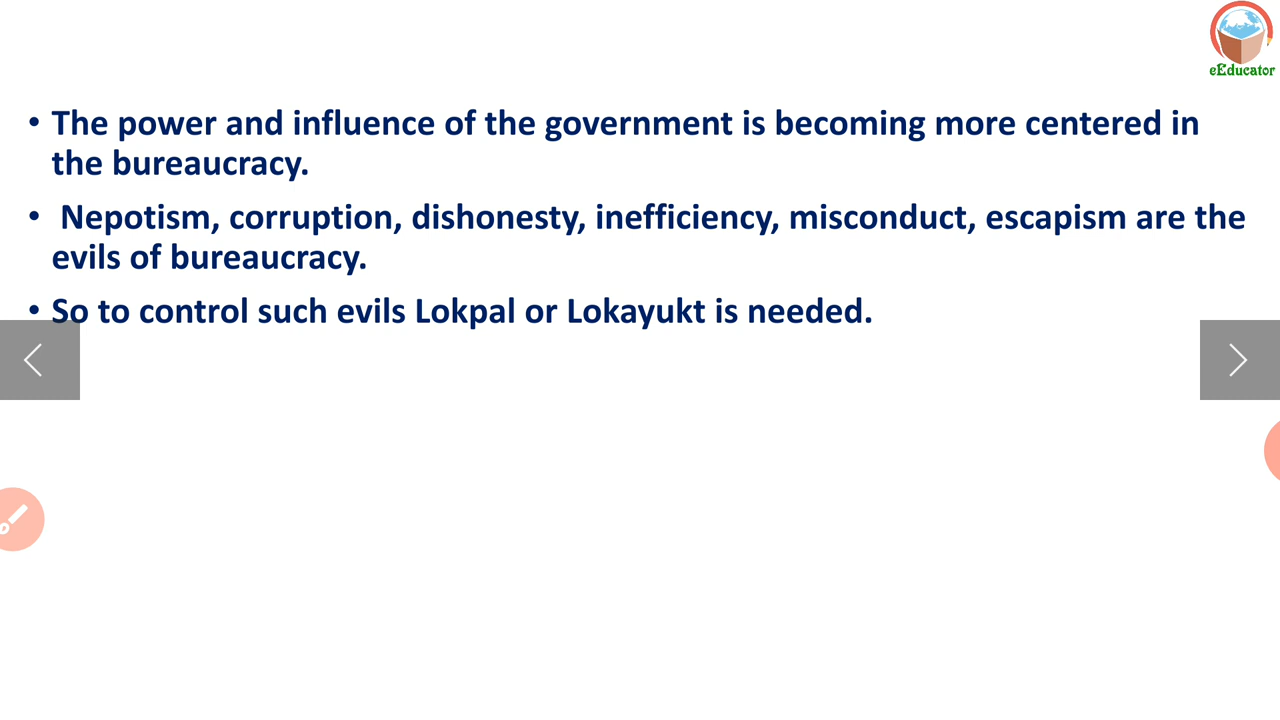 eEducator
• The power and influence of the government is becoming more centered in
the bureaucracy.
• Nepotism, corruption, dishonesty, inefficiency, misconduct, escapism are the
evils of bureaucracy.
• So to control such evils Lokpal or Lokayukt is needed.